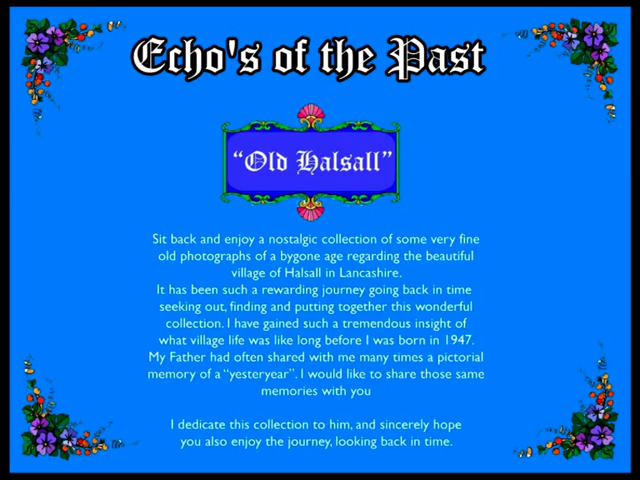 Echo's of the Past
“Old Halsall”
Sit back and enjoy a nostalgic collection of some very fine
old photographs of a bygone age regarding the beautiful
village of Halsall in Lancashire.
It has been such a rewarding journey going back in time
seeking out, finding and putting together this wonderful
collection. I have gained such a tremendous insight of
what village life was like long before I was born in 1947.
My Father had often shared with me many times a pictorial
memory of a “yesteryear”. I would like to share those same
memories with you
I dedicate this collection to him, and sincerely hope
you also enjoy the journey, looking back in time.